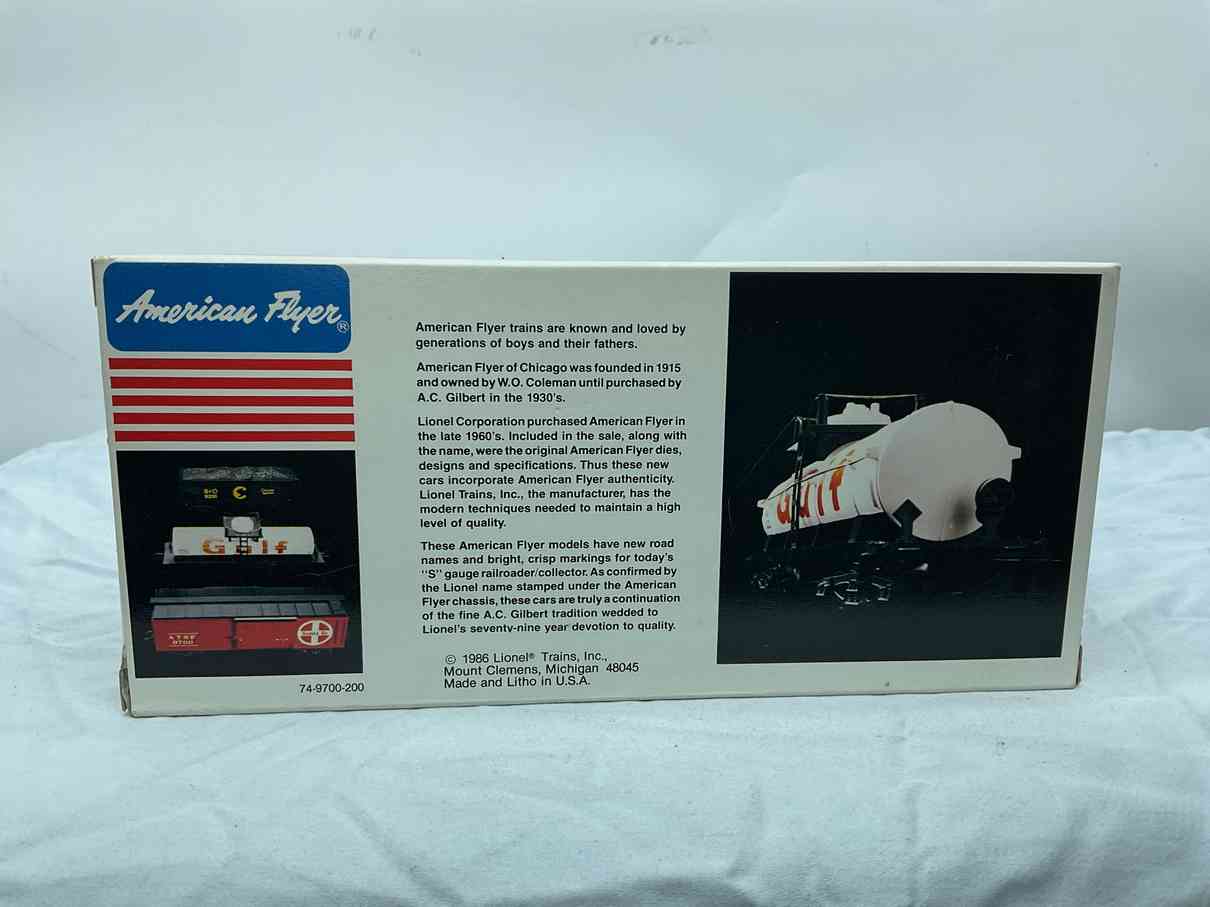 American Flyer®
B&O
C
Gulf
ATSF
9700
Santa Fe
74-9700-200
American Flyer trains are known and loved by
generations of boys and their fathers.
American Flyer of Chicago was founded in 1915
and owned by W.O. Coleman until purchased by
A.C. Gilbert in the 1930's.
Lionel Corporation purchased American Flyer in
the late 1960's. Included in the sale, along with
the name, were the original American Flyer dies,
designs and specifications. Thus these new
cars incorporate American Flyer authenticity.
Lionel Trains, Inc., the manufacturer, has the
modern techniques needed to maintain a high
level of quality.
These American Flyer models have new road
names and bright, crisp markings for today's
"S" gauge railroader/collector. As confirmed by
the Lionel name stamped under the American
Flyer chassis, these cars are truly a continuation
of the fine A.C. Gilbert tradition wedded to
Lionel's seventy-nine year devotion to quality.
© 1986 Lionel® Trains, Inc.,
Mount Clemens, Michigan 48045
Made and Litho in U.S.A.
Gulf